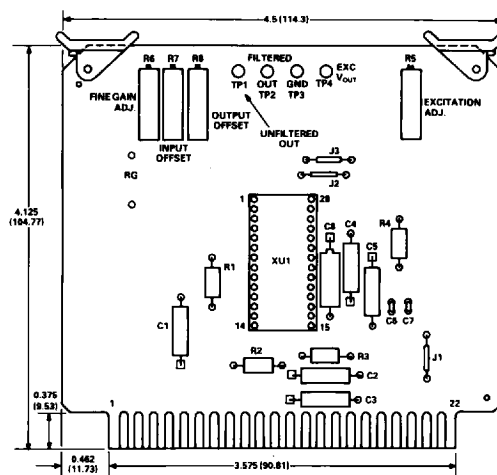 4.5 (114.3)
R6 R7 R8
FILTERED
EXC
VOUT
R5
TP1
OUT
TP2
GND
TP3
TP4
FINE GAIN
ADJ.
OUTPUT
OFFSET
EXCITATION
ADJ.
INPUT
OFFSET
UNFILTERED
OUT
RG
J3
J2
4.125
(104.77)
1
28
XU1
C8
C4
R4
C5
R1
C1
14
15
C6
C7
R2
R3
J1
C2
C3
0.375
(9.53)
1
22
0.462
(11.73)
3.575 (90.81)